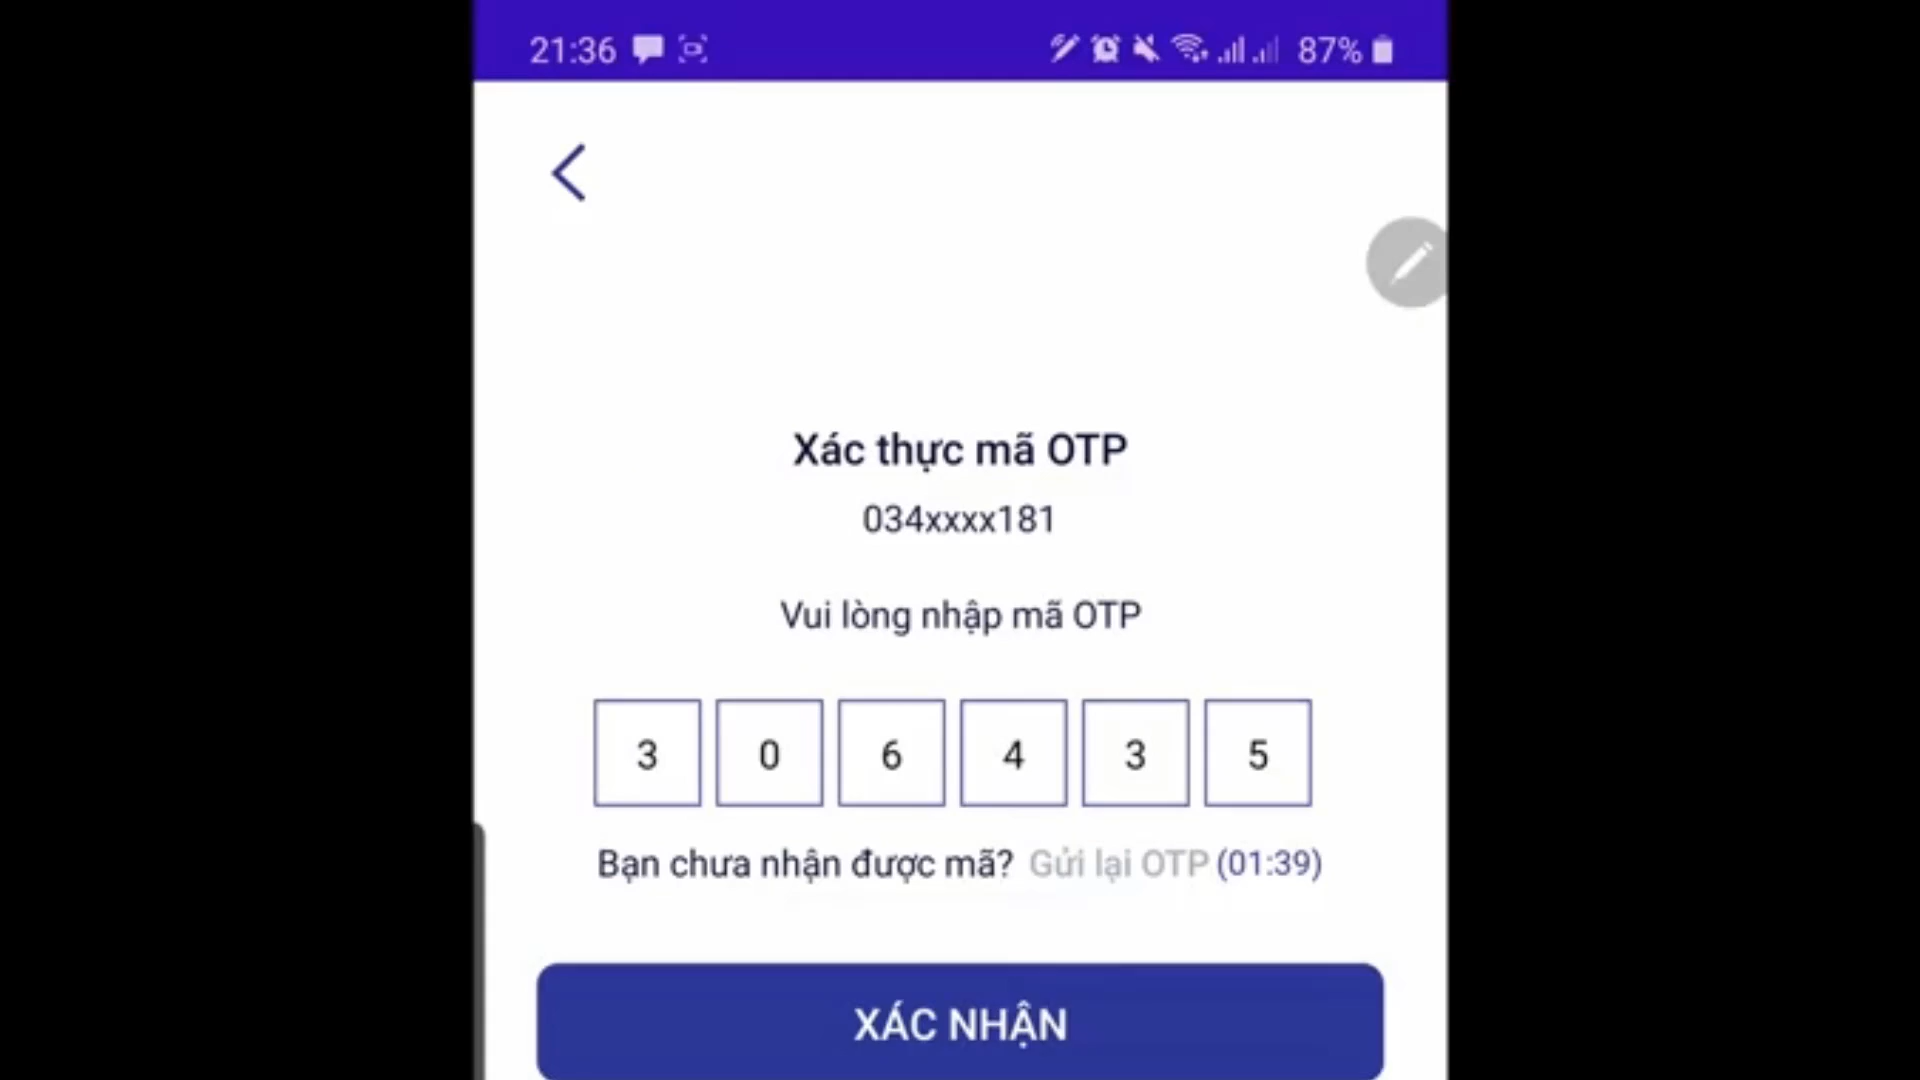 21:36 87%
Xác thực mã OTP
034xxxx181
Vui lòng nhập mã OTP
3 0 6 4 3 5
Bạn chưa nhận được mã? Gửi lại OTP (01:39)
XÁC NHẬN